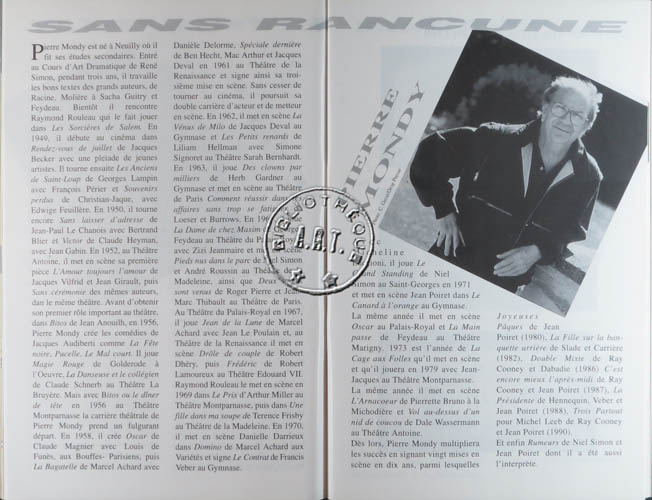 SANS RANCUNE
Pierre Mondy est né à Neuilly où il
fit ses études secondaires. Entré
au Cours d'Art Dramatique de René
Simon, pendant trois ans, il travaille
les bons textes des grands auteurs, de
Racine, Molière à Sacha Guitry et
Feydeau. Bientôt il rencontre
Raymond Rouleau qui le fait jouer
dans Les Sorcières de Salem. En
1949, il débute au cinéma dans
Rendez-vous de juillet de Jacques
Becker avec une pleiade de jeunes
artistes. Il tourne ensuite Les Anciens
de Saint-Loup de Georges Lampin
avec François Périer et Souvenirs
perdus de Christian-Jaque, avec
Edwige Feuillère. En 1950, il tourne
encore Sans laisser d'adresse de
Jean-Paul Le Chanois avec Bertrand
Blier et Victor de Claude Heymann,
avec Jean Gabin. En 1952, au Théâtre
Antoine, il met en scène sa première
pièce L'Amour toujours l'amour de
Jacques Vilfrid et Jean Girault, puis
Sans cérémonie des mêmes auteurs,
dan le même théâtre. Avant d'obtenir
son premier rôle important au théâtre,
dans Bitos de Jean Anouilh, en 1956,
Pierre Mondy crée les comédies de
Jacques Audiberti comme La Fête
noire, Pucelle, Le Mal court. Il joue
Magie Rouge de Golderode à
l'Oeuvre, La Danseuse et le collégien
de Claude Schnerb au Théâtre La
Bruyère. Mais avec Bitos ou le dîner
de tête en 1956 au Théâtre
Montparnasse la carrière théâtrale de
Pierre Mondy prend un fulgurant
départ. En 1958, il crée Oscar de
Claude Magnier avec Louis de
Funès, aux Bouffes- Parisiens, puis
La Bagatelle de Marcel Achard avec
Danièle Delorme, Spéciale dernière
de Ben Hecht, Mac Arthur et Jacques
Deval en 1961 au Théâtre de la
Renaissance et signe ainsi sa troi-
sième mise en scène. Sans cesser de
tourner au cinéma, il poursuit sa
double carrière d'acteur et de metteur
en scène. En 1962, il met en scène La
Vénus de Milo de Jacques Deval au
Gymnase et Les Petits renards de
Liliam Hellman avec Simone
Signoret au Théâtre Sarah Bernhardt.
En 1963, il joue Des clowns par
milliers de Herb Gardner au
Gymnase et met en scène au Théâtre
de Paris Comment réussir dans
affaires sans trop se fatiguer
Loeser et Burrows. En
La Dame de chez Maxim
Feydeau au Théâtre du Palais Royal
avec Zizi Jeanmaire et
Pieds nus dans le parc de Neil Simon
et André Roussin au Théâtre de
Madeleine, ainsi que Deux
sont venus de Roger Pierre et Jean-
Marc Thibault au Théâtre de Paris.
Au Théâtre du Palais-Royal en 1967,
il joue Jean de la Lune de Marcel
Achard avec Jean Le Poulain et, au
Théâtre de la Renaissance il met en
scène Drôle de couple de Robert
Dhéry, puis Frédéric de Robert
Lamoureux au Théâtre Edouard VII.
Raymond Rouleau le met en scène en
1969 dans Le Prix d'Arthur Miller au
Théâtre Montparnasse, puis dans Une
fille dans ma soupe de Terence Frisby
au Théâtre de la Madeleine. En 1970,
il met en scène Danielle Darrieux
dans Domino de Marcel Achard aux
Variétés et signe Le Contrat de Francis
Veber au Gymnase.
PIERRE
MONDY
BIBLIOTHÈQUE
A.R.T.
il joue Le
Grand Standing de Niel
Simon au Saint-Georges en 1971
et met en scène Jean Poiret dans Le
Canard à l'orange au Gymnase.
La même année il met en scène
Oscar au Palais-Royal et La Main
passe de Feydeau au Théâtre
Marigny. 1973 est l'année de La
Cage aux Folles qu'il met en scène
et qu'il jouera en 1979 avec Jean-
Jacques au Théâtre Montparnasse.
La même année il met en scène
L'Arnacoeur de Pierrette Bruno à la
Michodière et Vol au-dessus d'un
nid de coucou de Dale Wassermann
au Théâtre Antoine.
Dès lors, Pierre Mondy multipliera
les succès en signant vingt mises en
scène en dix ans, parmi lesquelles
Joyeuses
Pâques de Jean
Poiret (1980), La Fille sur la ban-
quette arrière de Slade et Currière
(1982), Double Mixte de Ray
Cooney et Dabadie (1986) C'est
encore mieux l'après-midi de Ray
Cooney et Jean Poiret (1987), La
Présidente de Hennequin, Veber et
Jean Poiret (1988), Trois Partout
pour Michel Leeb de Ray Cooney
et Jean Poiret (1990).
Et enfin Rumeurs de Niel Simon et
Jean Poiret dont il a été aussi
l'interprète.